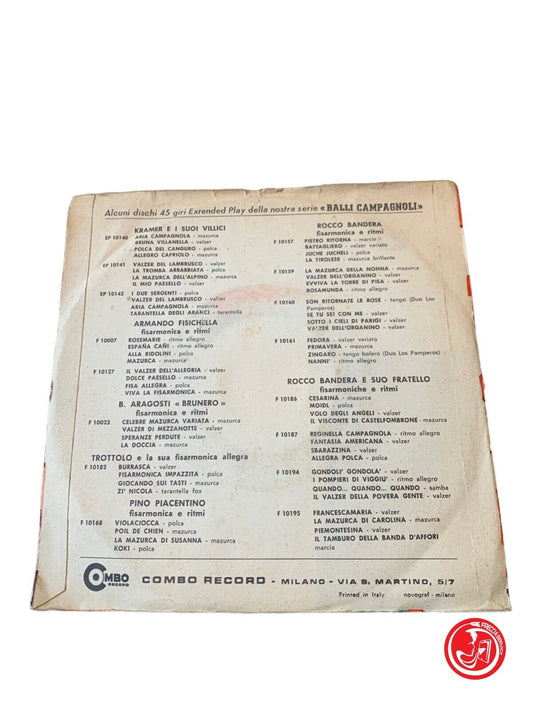 Alcuni dischi 45 giri Extended Play della nostra serie «BALLI CAMPAGNOLI»
KRAMER E I SUOI VILLICI
EP 10140 ARIA CAMPAGNOLA - mazurca
BRUNA VILLANELLA - valzer
POLCA DEL CANGURO - polca
ALLEGRO CAPRIOLO - mazurca
EP 10141 VALZER DEL LAMBRUSCO - valzer
LA TROMBA ARRABBIATA - polca
LA MAZURCA DELL'ALPINO - mazurca
IL MIO PAESELLO - valzer
EP 10142 I DUE SERGENTI - polca
VALZER DEL LAMBRUSCO - valzer
ARIA CAMPAGNOLA - mazurca
TARANTELLA DEGLI ARANCI - tarantella
ARMANDO FISICHELLA
fisarmonica e ritmi
F 10007 ROSEMARIE - ritmo allegro
ESPAÑA CAÑI - ritmo allegro
ALLA RIDOLINI - polca
MAZURCA - mazurca
F 10127 IL VALZER DELL'ALLEGRIA - valzer
DOLCE PAESELLO - mazurca
FISA ALLEGRA - polca
VIVA LA FISARMONICA - mazurca
B. ARAGOSTI «BRUNERO»
fisarmonica e ritmi
F 10023 CELEBRE MAZURCA VARIATA - mazurca
VALZER DI MEZZANOTTE - valzer
SPERANZE PERDUTE - valzer
LA DOCCIA - mazurca
TROTTOLO e la sua fisarmonica allegra
F 10182 BURRASCA - valzer
FISARMONICA IMPAZZITA - polca
GIOCANDO SUI TASTI - mazurca
ZI' NICOLA - tarantella fox
PINO PIACENTINO
fisarmonica e ritmi
F 10168 VIOLACIOCCA - polca
POIL DE CHIEN - mazurca
LA MAZURCA DI SUSANNA - mazurca
KOKI - polca
ROCCO BANDERA
fisarmonica e ritmi
F 10157 PIETRO RITORNA - marcia
BATTAGLIERO - valzer variato
JUCHE JUCHELI - polca
LA TIROLESE - mazurca brillante
F 10159 LA MAZURCA DELLA NONNA - mazurca
VALZER DELL'ORGANINO - valzer
EVVIVA LA TORRE DI PISA - valzer
ROSAMUNDA - ritmo allegro
F 10160 SON RITORNATE LE ROSE - tango (Duo Los
Pamperos)
SE TU SEI CON ME - valzer
SOTTO I CIELI DI PARIGI - valzer
VALZER DELL'ORGANINO - valzer
F 10161 FEDORA - valzer variato
PRIMAVERA - mazurca
ZINGARO - tango bolero (Duo Los Pamperos)
NANNI' - ritmo allegro
ROCCO BANDERA E SUO FRATELLO
fisarmoniche e ritmi
F 10186 CESARINA - mazurca
MOIDL - polca
VOLO DEGLI ANGELI - valzer
IL VISCONTE DI CASTELFOMBRONE - mazurca
F 10187 REGINELLA CAMPAGNOLA - ritmo allegro
FANTASIA AMERICANA - valzer
SBARAZZINA - valzer
ALLEGRA POLCA - polca
F 10194 GONDOLI' GONDOLA' - valzer
I POMPIERI DI VIGGIU' - ritmo allegro
QUANDO... QUANDO... QUANDO - samba
IL VALZER DELLA POVERA GENTE - valzer
F 10195 FRANCESCAMARIA - valzer
LA MAZURCA DI CAROLINA - mazurca
PIEMONTESINA - valzer
IL TAMBURO DELLA BANDA D'AFFORI
marcia
COMBO
RECORD
COMBO RECORD - MILANO - VIA S. MARTINO, 5/7
Printed in Italy novograf - milano